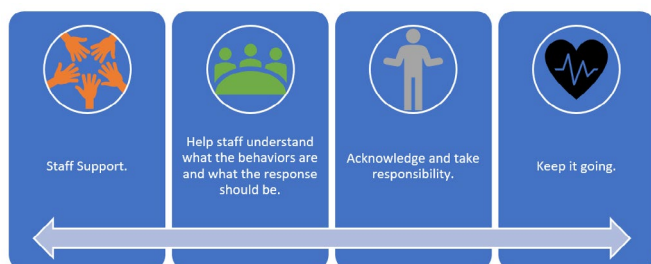 Staff Support.
Help staff understand
what the behaviors are
and what the response
should be.
Acknowledge and take
responsibility.
Keep it going.